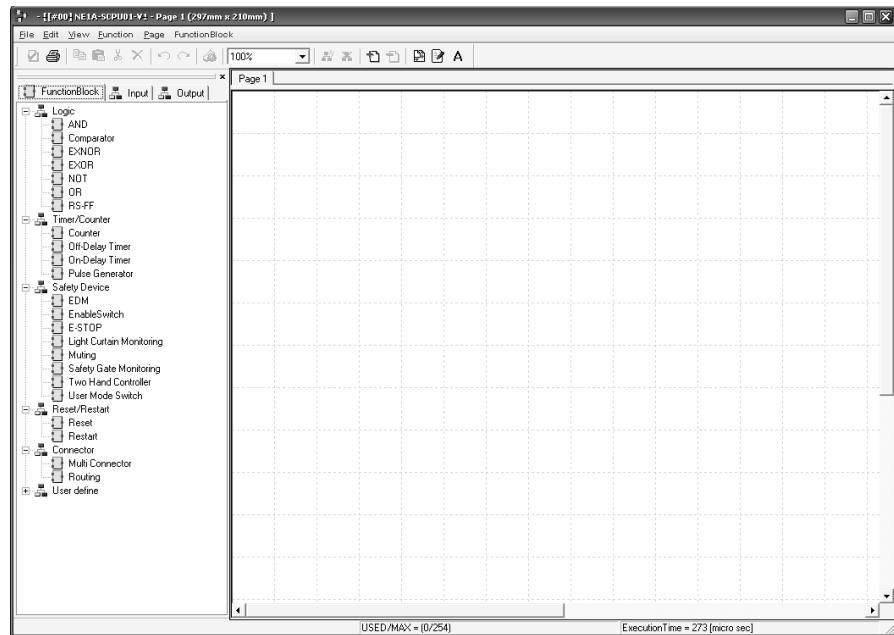 - [[#00] NE1A-SCPU01-V1 - Page 1 (297mm x 210mm) ]
File Edit View Function Page FunctionBlock
100% A
Page 1
FunctionBlock Input Output
Logic
AND
Comparator
EXNOR
EXOR
NOT
OR
RS-FF
Timer/Counter
Counter
Off-Delay Timer
On-Delay Timer
Pulse Generator
Safety Device
EDM
EnableSwitch
E-STOP
Light Curtain Monitoring
Muting
Safety Gate Monitoring
Two Hand Controller
User Mode Switch
Reset/Restart
Reset
Restart
Connector
Multi Connector
Routing
User define
USED/MAX = (0/254) ExecutionTime = 273 [micro sec]